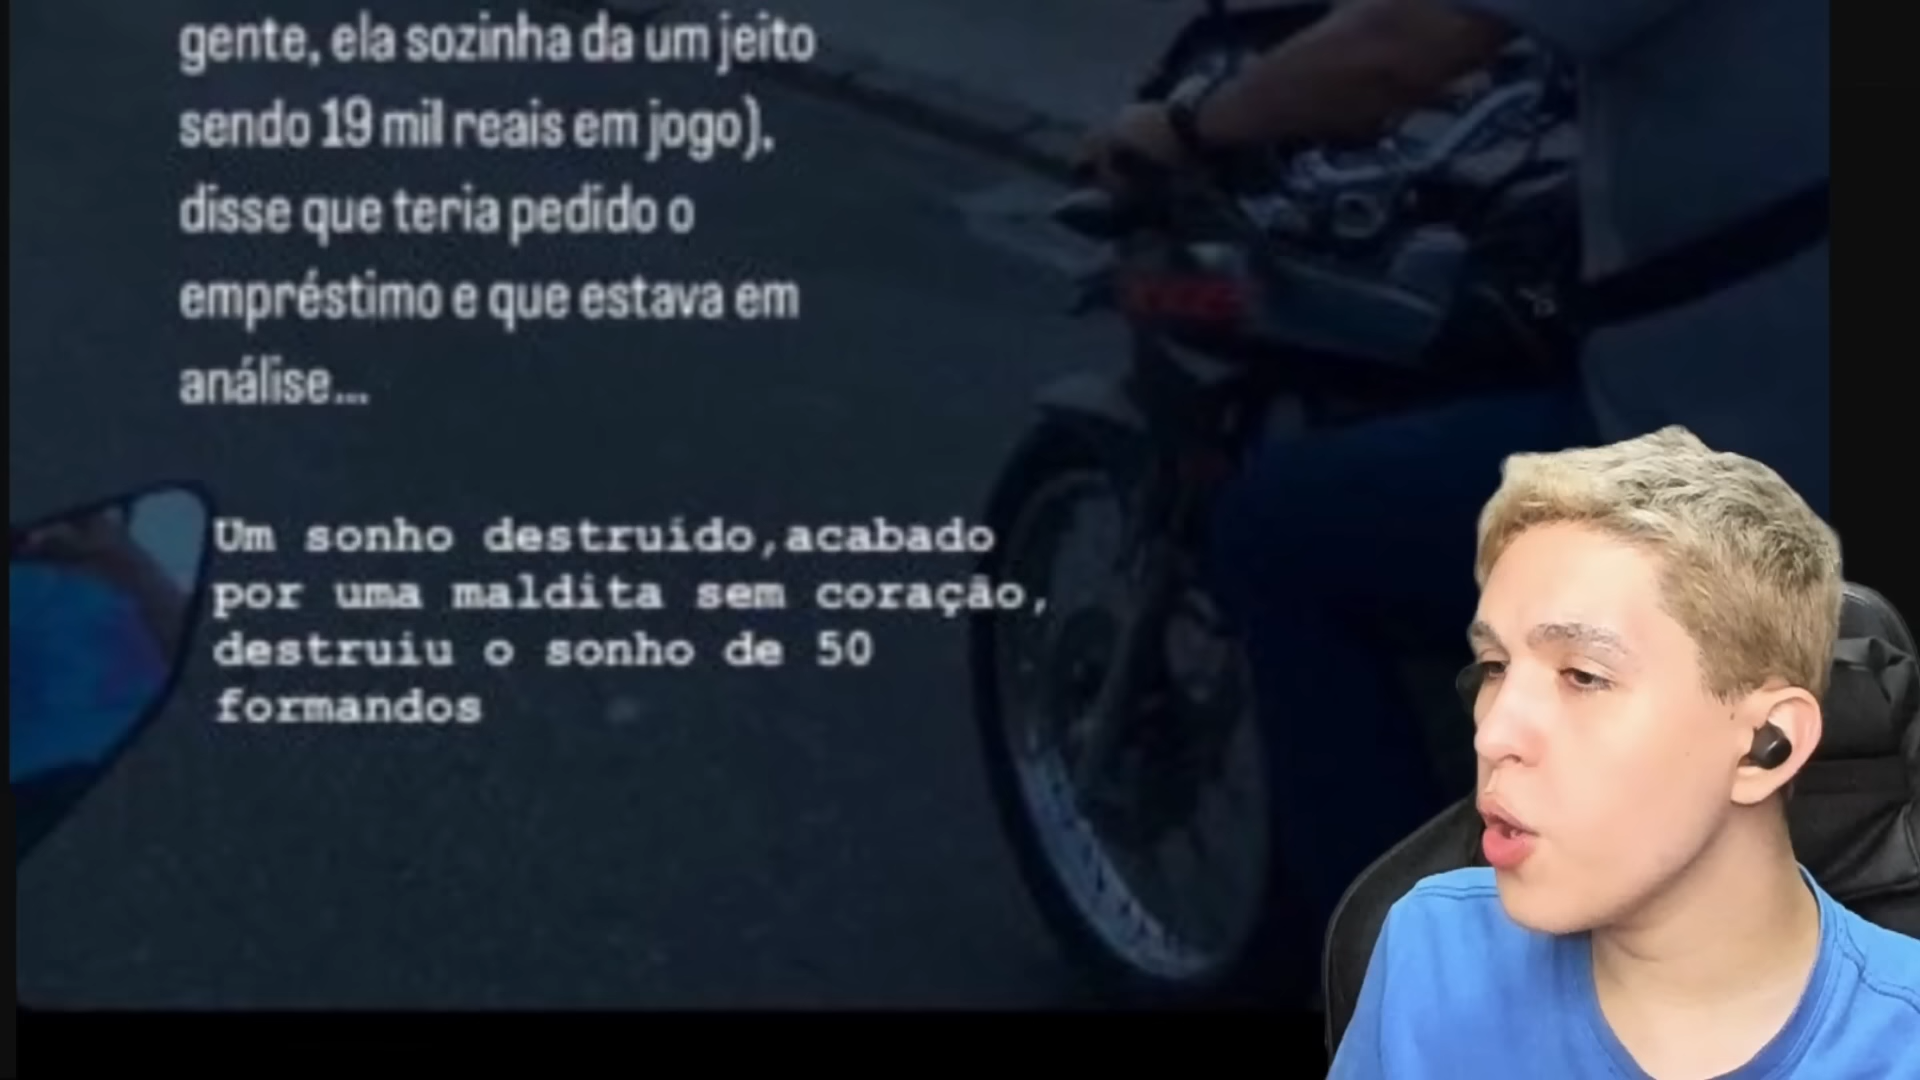 gente, ela sozinha da um jeito
sendo 19 mil reais em jogo),
disse que teria pedido o
empréstimo e que estava em
análise...
Um sonho destruído,acabado
por uma maldita sem coração,
destruiu o sonho de 50
formandos